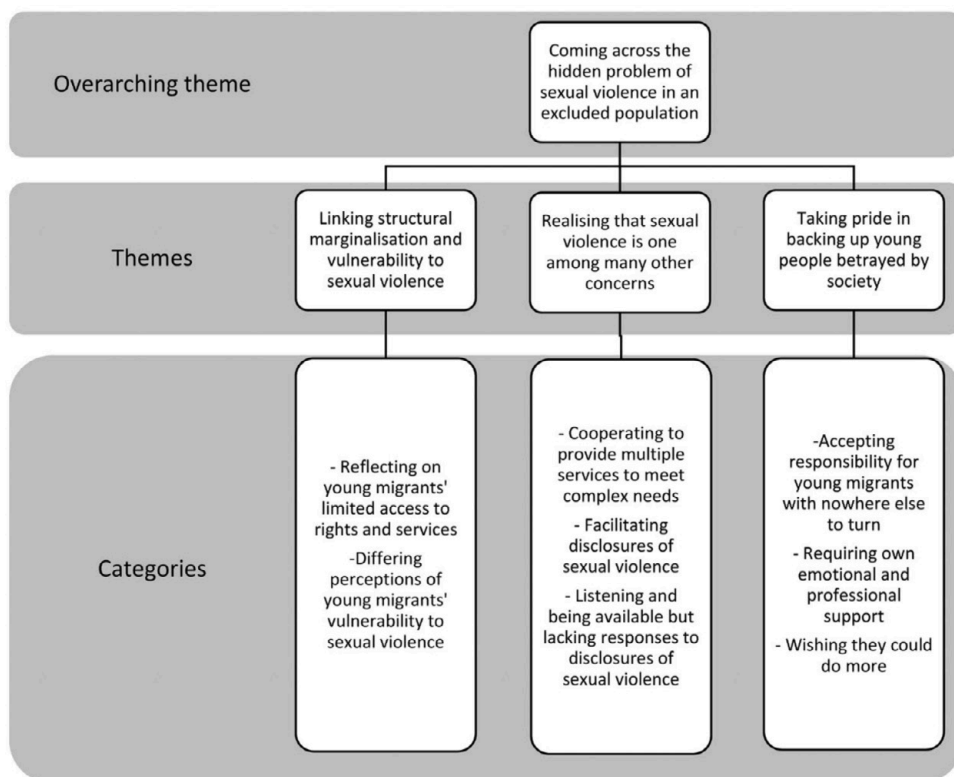 Overarching theme
Coming across the
hidden problem of
sexual violence in an
excluded population
Themes
Linking structural
marginalisation and
vulnerability to
sexual violence
Realising that sexual
violence is one
among many other
concerns
Taking pride in
backing up young
people betrayed by
society
Categories
- Reflecting on
young migrants'
limited access to
rights and services
-Differing
perceptions of
young migrants'
vulnerability to
sexual violence
- Cooperating to
provide multiple
services to meet
complex needs
- Facilitating
disclosures of
sexual violence
- Listening and
being available but
lacking responses to
disclosures of
sexual violence
-Accepting
responsibility for
young migrants
with nowhere else
to turn
- Requiring own
emotional and
professional
support
- Wishing they could
do more